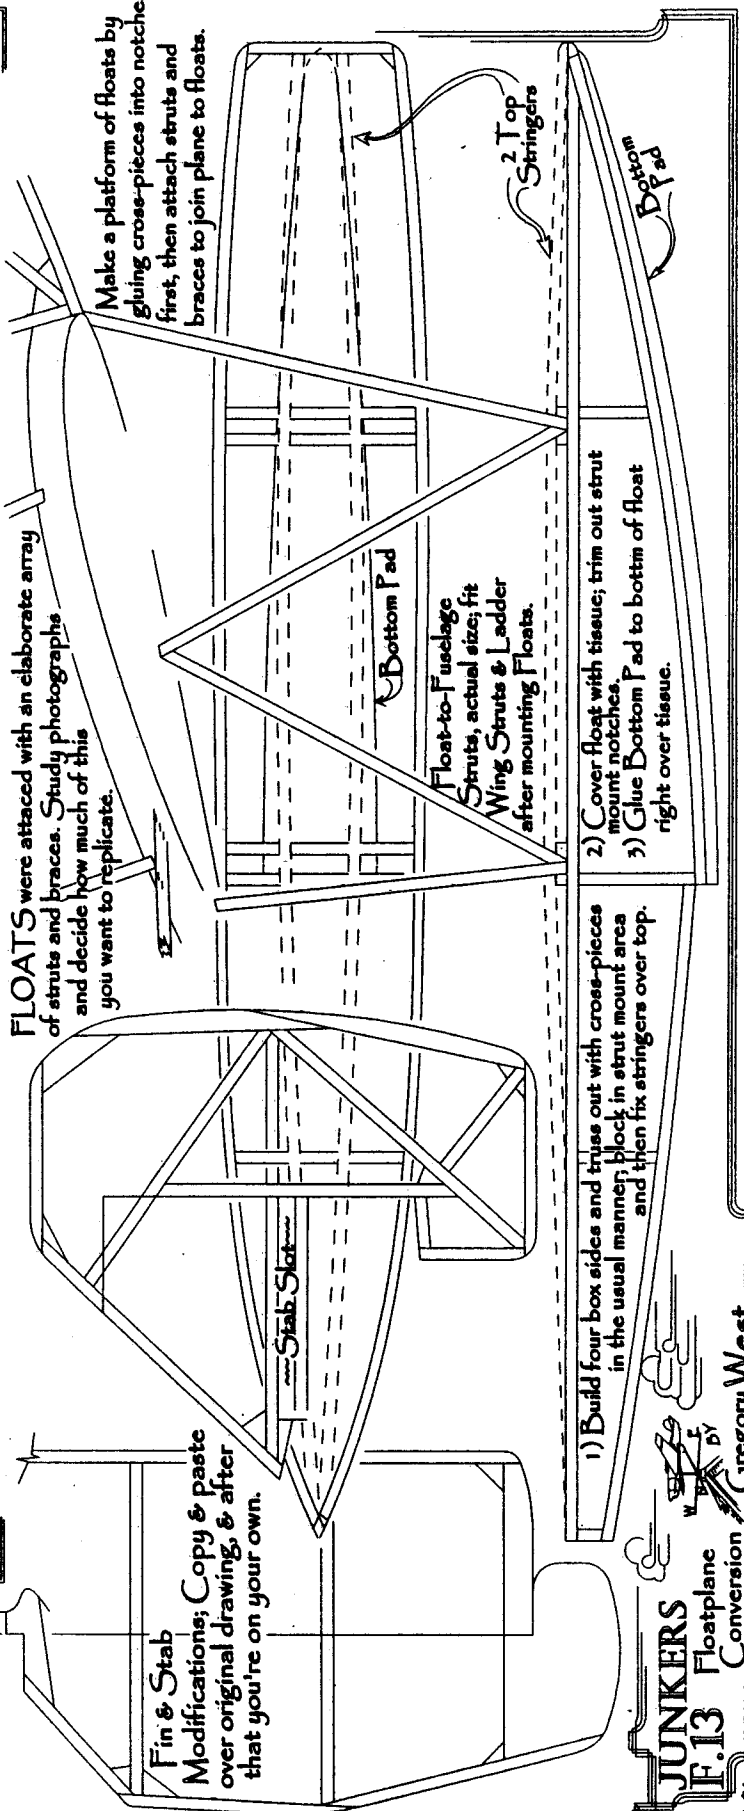 FLOATS were attaced with an elaborate array
of struts and braces. Study photographs
and decide how much of this
you want to replicate.
Make a platform of floats by
gluing cross-pieces into notche
first, then attach struts and
braces to join plane to floats.
2 Top
Stringers
Bottom
Pad
Bottom Pad
Float-to-Fuselage
Struts, actual size; fit
Wing Struts & Ladder
after mounting Floats.
1) Build four box sides and truss out with cross-pieces
in the usual manner; block in strut mount area
and then fix stringers over top.
2) Cover float with tissue; trim out strut
mount notches.
3) Glue Bottom Pad to bottm of float
right over tissue.
Stab Slot
Fin & Stab
Modifications; Copy & paste
over original drawing, & after
that you're on your own.
JUNKERS
F.13 Floatplane
Conversion
BY
Gregory West